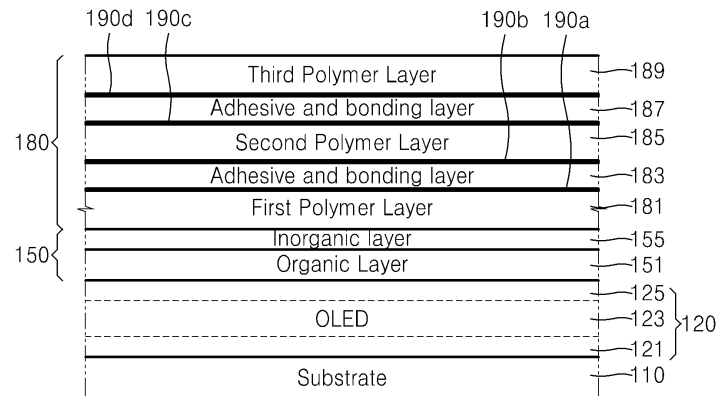 190d 190c 190b 190a
Third Polymer Layer 189
Adhesive and bonding layer 187
180 Second Polymer Layer 185
Adhesive and bonding layer 183
First Polymer Layer 181
150 Inorganic layer 155
Organic Layer 151
125
OLED 123 120
121
Substrate 110